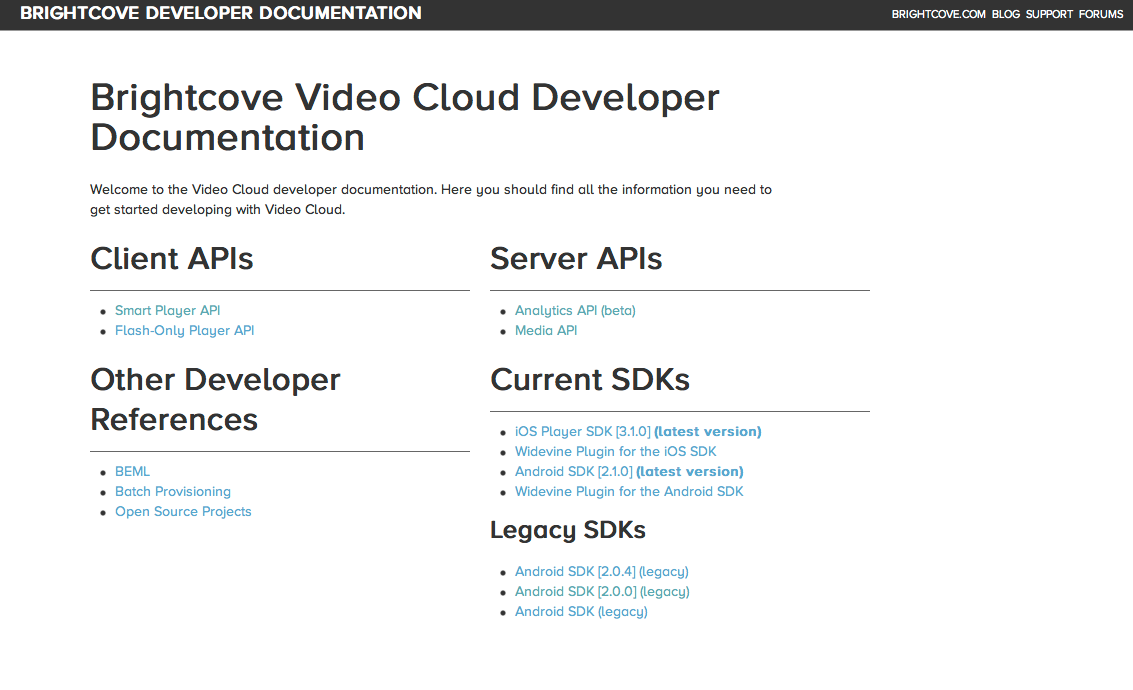 BRIGHTCOVE DEVELOPER DOCUMENTATION
BRIGHTCOVE.COM BLOG SUPPORT FORUMS
Brightcove Video Cloud Developer
Documentation
Welcome to the Video Cloud developer documentation. Here you should find all the information you need to
get started developing with Video Cloud.
Client APIs
Smart Player API
Flash-Only Player API
Server APIs
Analytics API (beta)
Media API
Other Developer
References
BEML
Batch Provisioning
Open Source Projects
Current SDKs
iOS Player SDK [3.1.0] (latest version)
Widevine Plugin for the iOS SDK
Android SDK [2.1.0] (latest version)
Widevine Plugin for the Android SDK
Legacy SDKs
Android SDK [2.0.4] (legacy)
Android SDK [2.0.0] (legacy)
Android SDK (legacy)